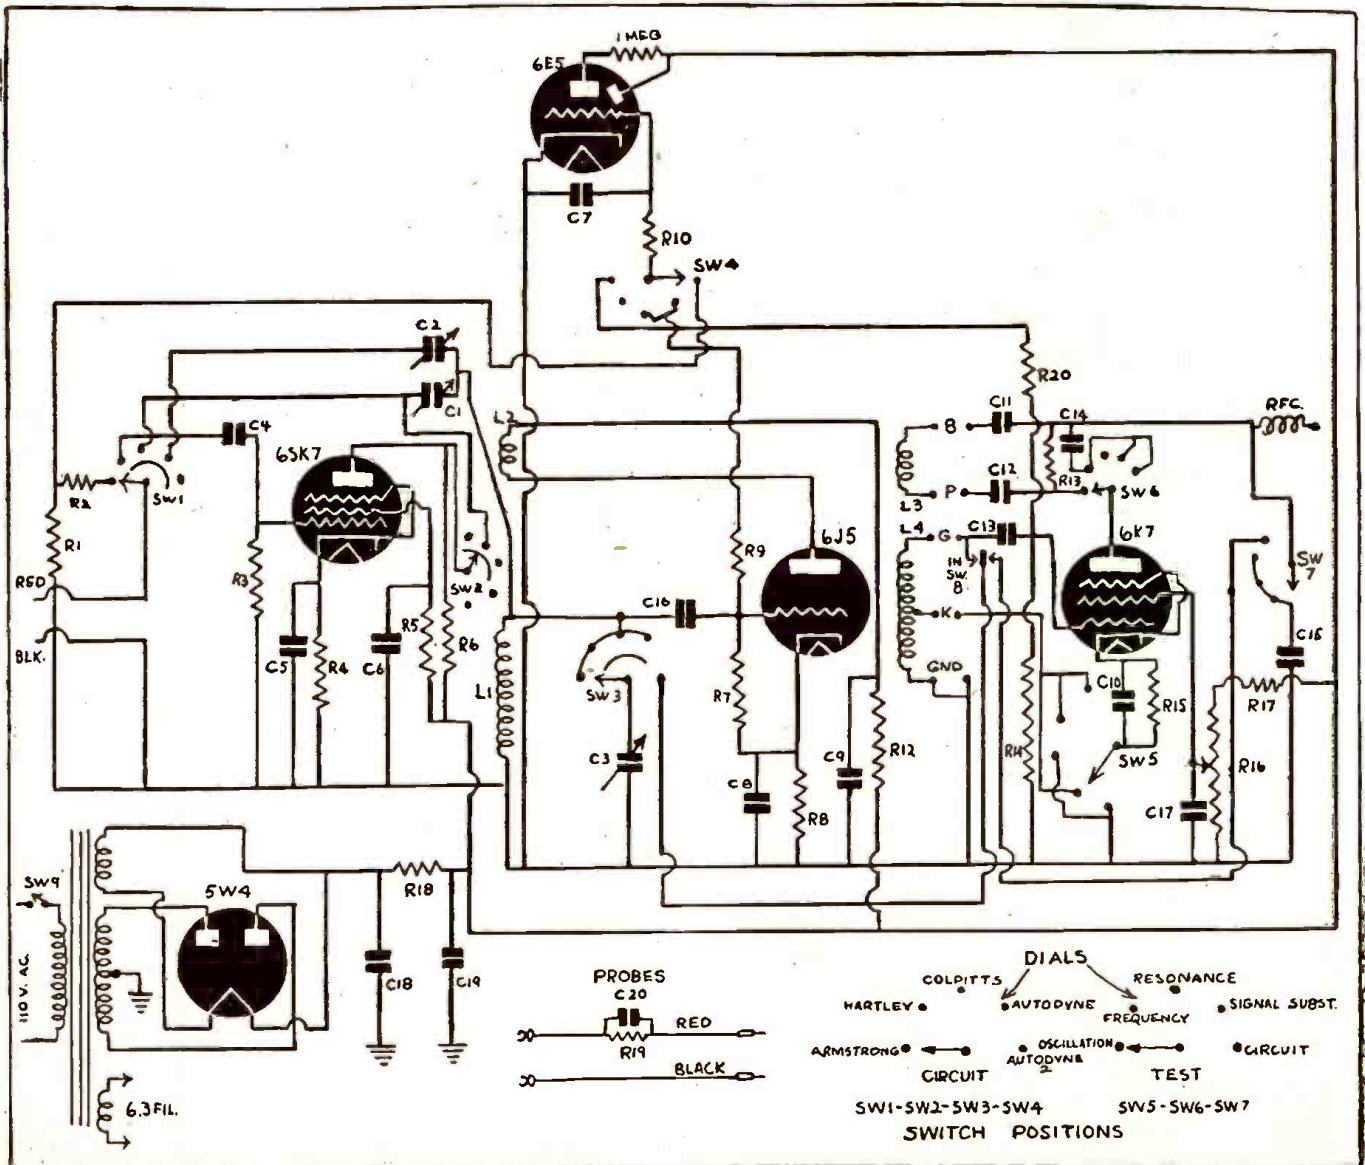 1 MEG
6E5
C7
R10
SW4
C2
C1
C4
6SK7
R2
SW1
R1
RED
BLK.
R3
C5
R4
C6
R5
R6
SW2
L2
L1
R20
C11
C14
RFC.
B
C12
P
R13
SW6
L3
L4
G
C13
6K7
IN
SW.
8
SW
7
K
GND
C10
R15
R17
C15
R14
SW5
R16
C17
6J5
R9
C16
SW3
R7
C3
C8
R8
C9
R12
SW9
5W4
R18
110 V. AC.
C18
C19
6.3 FIL.
PROBES
C20
RED
R19
BLACK
DIALS
COLPITTS
RESONANCE
HARTLEY
AUTODYNE
FREQUENCY
SIGNAL SUBST.
ARMSTRONG
AUTODYNE
2
OSCILLATION
CIRCUIT
CIRCUIT
TEST
SW1-SW2-SW3-SW4
SW5-SW6-SW7
SWITCH POSITIONS